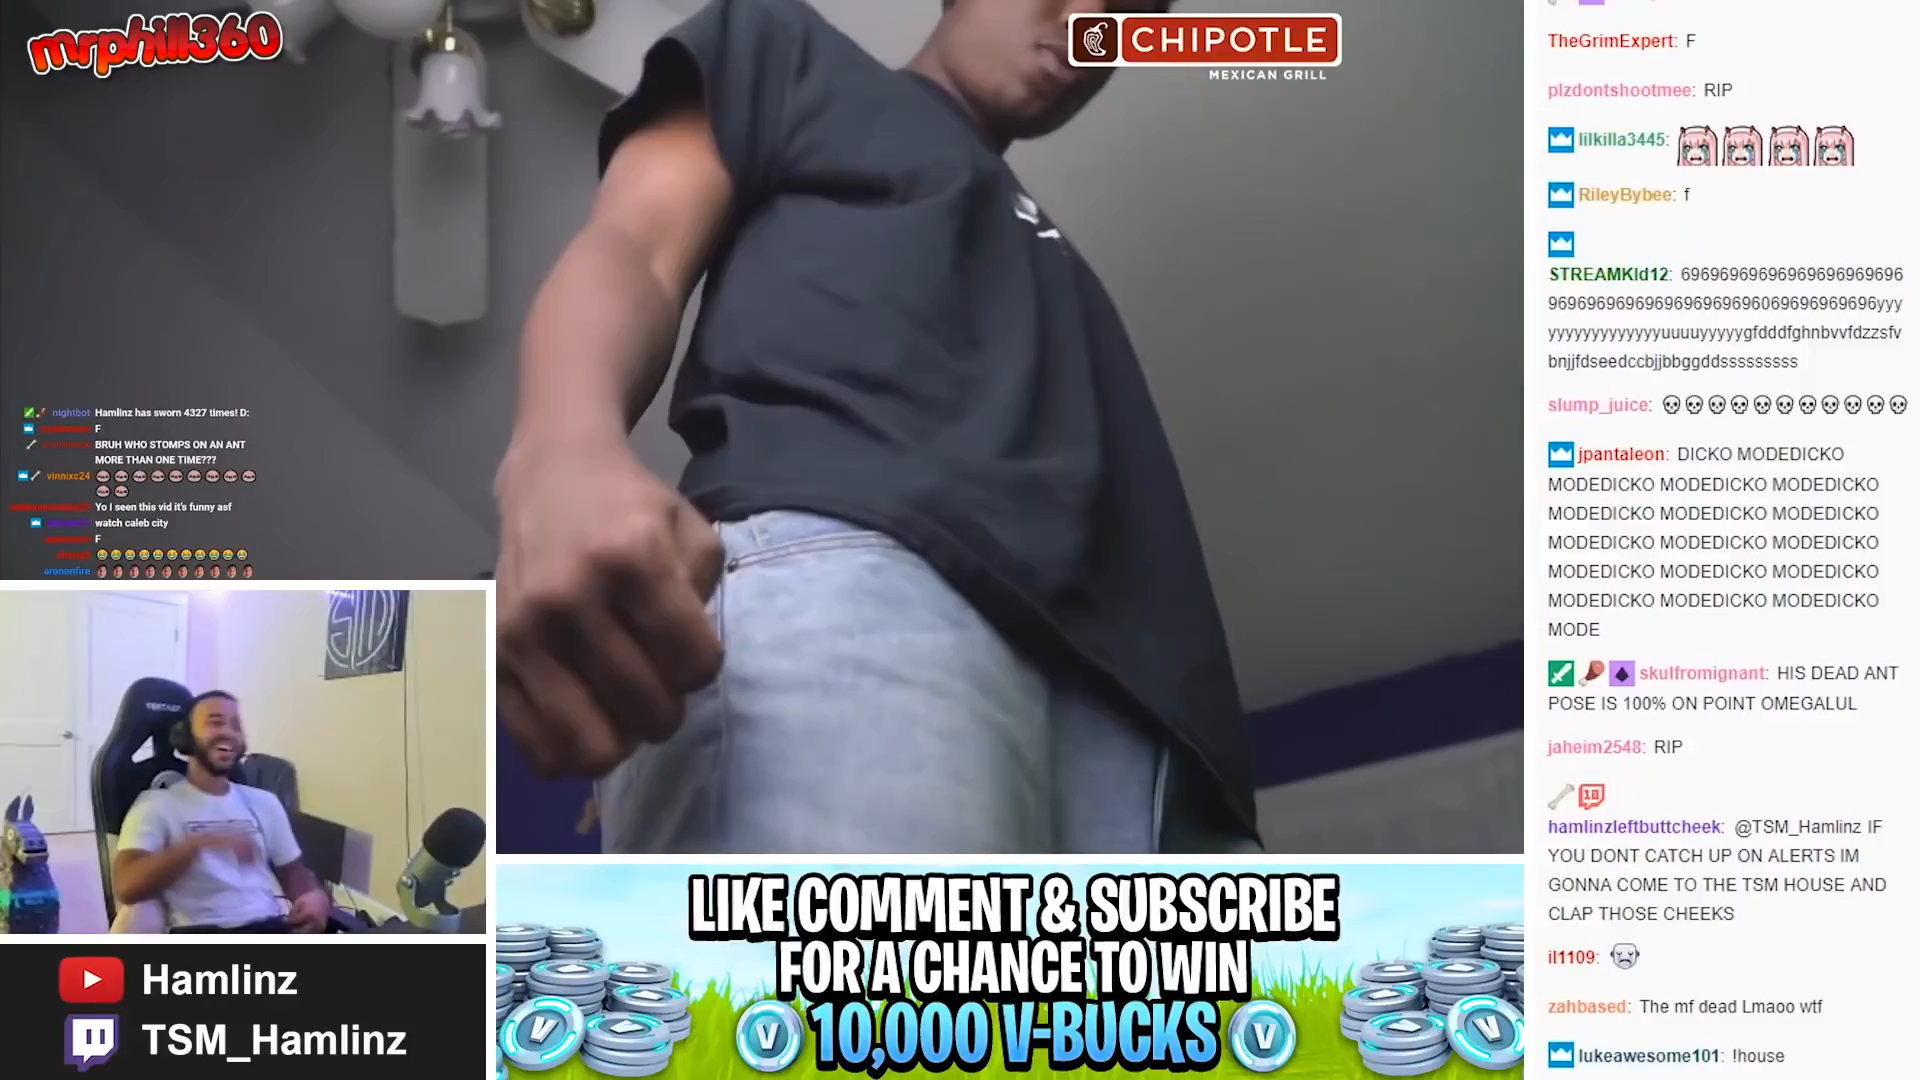 mrphill360
CHIPOTLE
MEXICAN GRILL
nightbot Hamlinz has sworn 4327 times! D:
F
BRUH WHO STOMPS ON AN ANT
MORE THAN ONE TIME???
vinnixc24
Yo I seen this vid it's funny asf
watch caleb city
F
arononfire
Hamlinz
TSM_Hamlinz
LIKE COMMENT & SUBSCRIBE
FOR A CHANCE TO WIN
10,000 V-BUCKS
TheGrimExpert: F
plzdontshootmee: RIP
lilkilla3445:
RileyBybee: f
STREAMKId12:
slump_juice:
jpantaleon: DICKO MODEDICKO
MODEDICKO MODEDICKO MODEDICKO
MODEDICKO MODEDICKO MODEDICKO
MODEDICKO MODEDICKO MODEDICKO
MODEDICKO MODEDICKO MODEDICKO
MODEDICKO MODEDICKO MODEDICKO
MODE
skulfromignant: HIS DEAD ANT
POSE IS 100% ON POINT OMEGALUL
jaheim2548: RIP
hamlinzleftbuttcheek: @TSM_Hamlinz IF
YOU DONT CATCH UP ON ALERTS IM
GONNA COME TO THE TSM HOUSE AND
CLAP THOSE CHEEKS
il1109:
zahbased: The mf dead Lmaoo wtf
lukeawesome101: !house